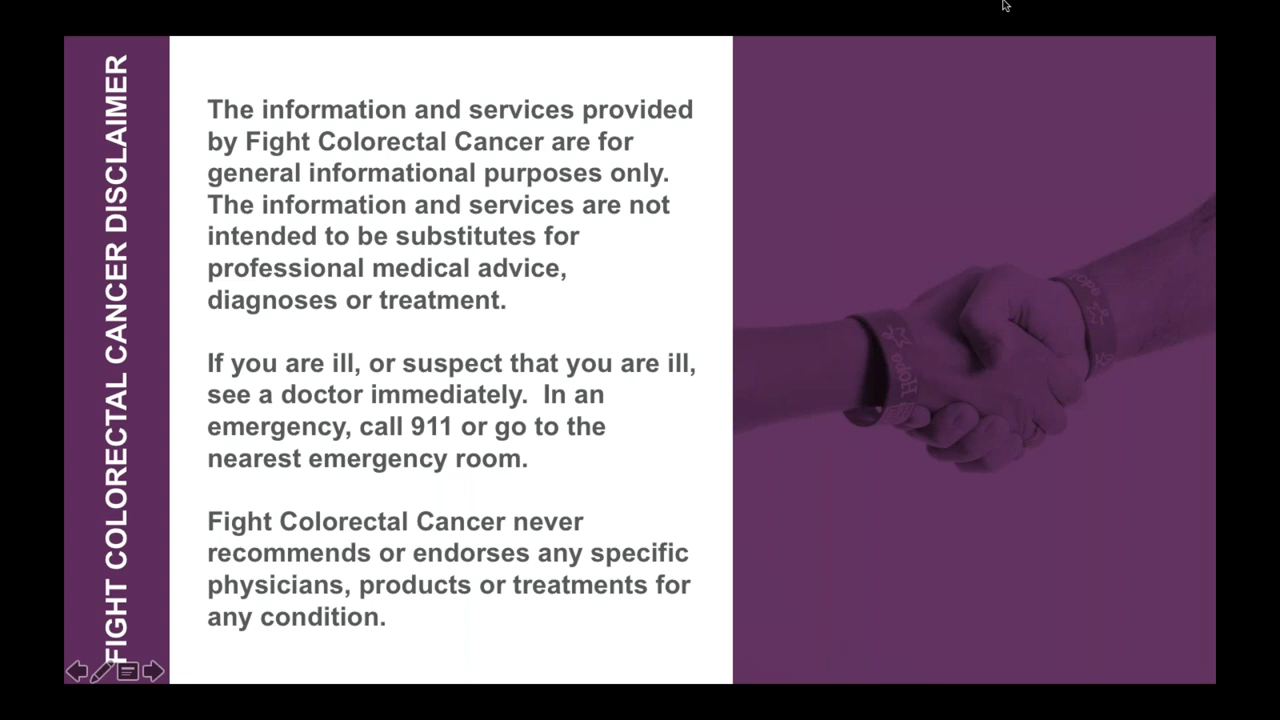 FIGHT COLORECTAL CANCER DISCLAIMER
The information and services provided
by Fight Colorectal Cancer are for
general informational purposes only.
The information and services are not
intended to be substitutes for
professional medical advice,
diagnoses or treatment.
If you are ill, or suspect that you are ill,
see a doctor immediately.  In an
emergency, call 911 or go to the
nearest emergency room.
Fight Colorectal Cancer never
recommends or endorses any specific
physicians, products or treatments for
any condition.
Hope
Hope